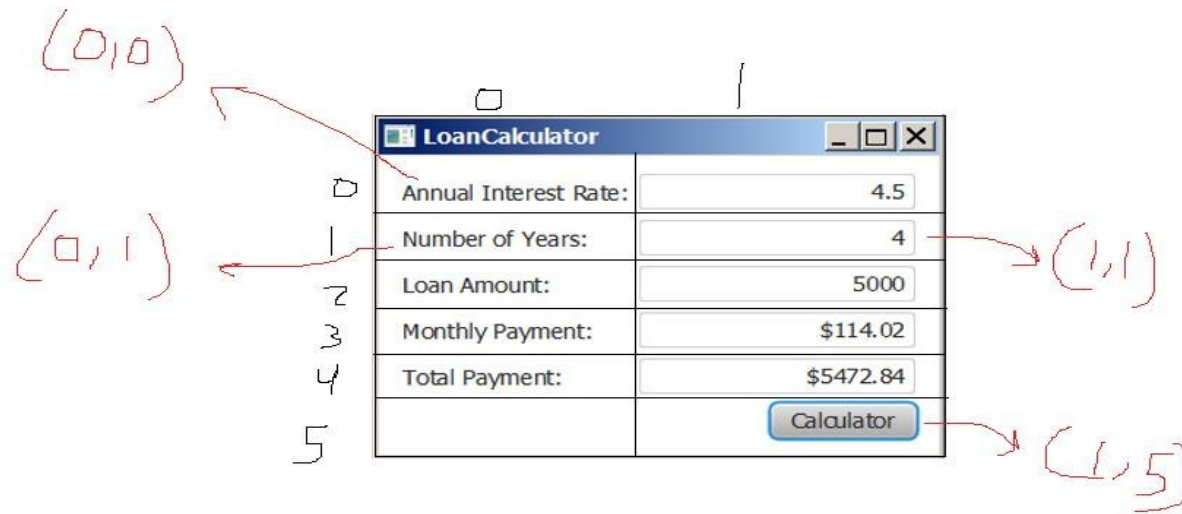 (0,0)
0 1
LoanCalculator
0 Annual Interest Rate: 4.5
(0,1) 1 Number of Years: 4 (1,1)
2 Loan Amount: 5000
3 Monthly Payment: $114.02
4 Total Payment: $5472.84
5 Calculator (1,5)